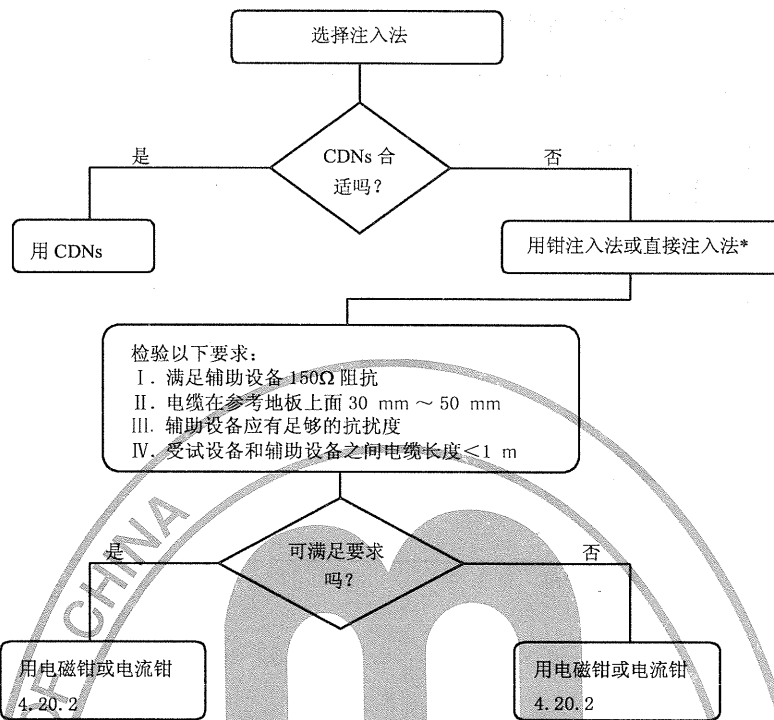 选择注入法
CDNs 合
适吗?
是
否
用 CDNs
用钳注入法或直接注入法*
检验以下要求:
Ⅰ. 满足辅助设备 150Ω 阻抗
Ⅱ. 电缆在参考地板上面 30 mm ~ 50 mm
Ⅲ. 辅助设备应有足够的抗扰度
Ⅳ. 受试设备和辅助设备之间电缆长度<1 m
可满足要求
吗?
是
否
用电磁钳或电流钳
4.20.2
用电磁钳或电流钳
4.20.2
OF CHINA